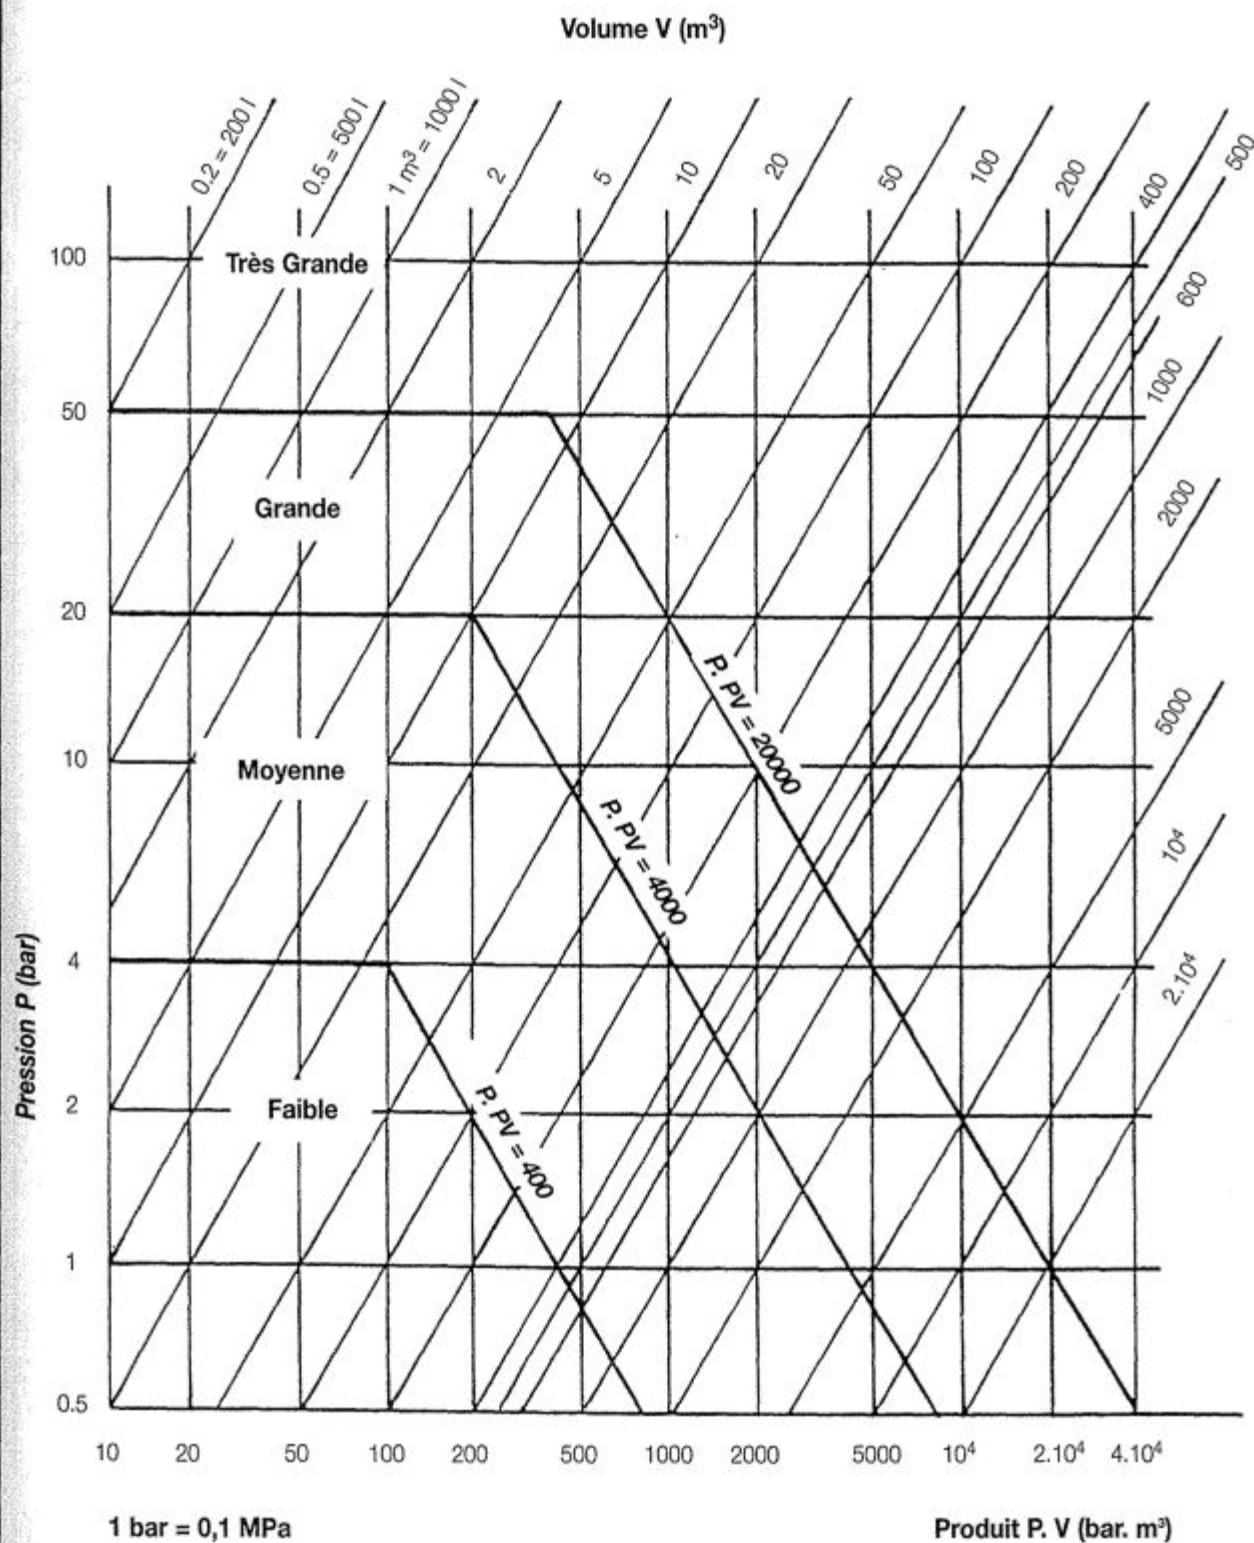 Volume V (m³)
0.2 = 200 l
0.5 = 500 l
1 m³ = 1000 l
2
5
10
20
50
100
200
400
500
600
1000
2000
5000
10⁴
2.10⁴
100
50
20
10
4
2
1
0.5
Pression P (bar)
Très Grande
Grande
Moyenne
Faible
P. PV = 20000
P. PV = 4000
P. PV = 400
10
20
50
100
200
500
1000
2000
5000
10⁴
2.10⁴
4.10⁴
1 bar = 0,1 MPa
Produit P. V (bar. m³)